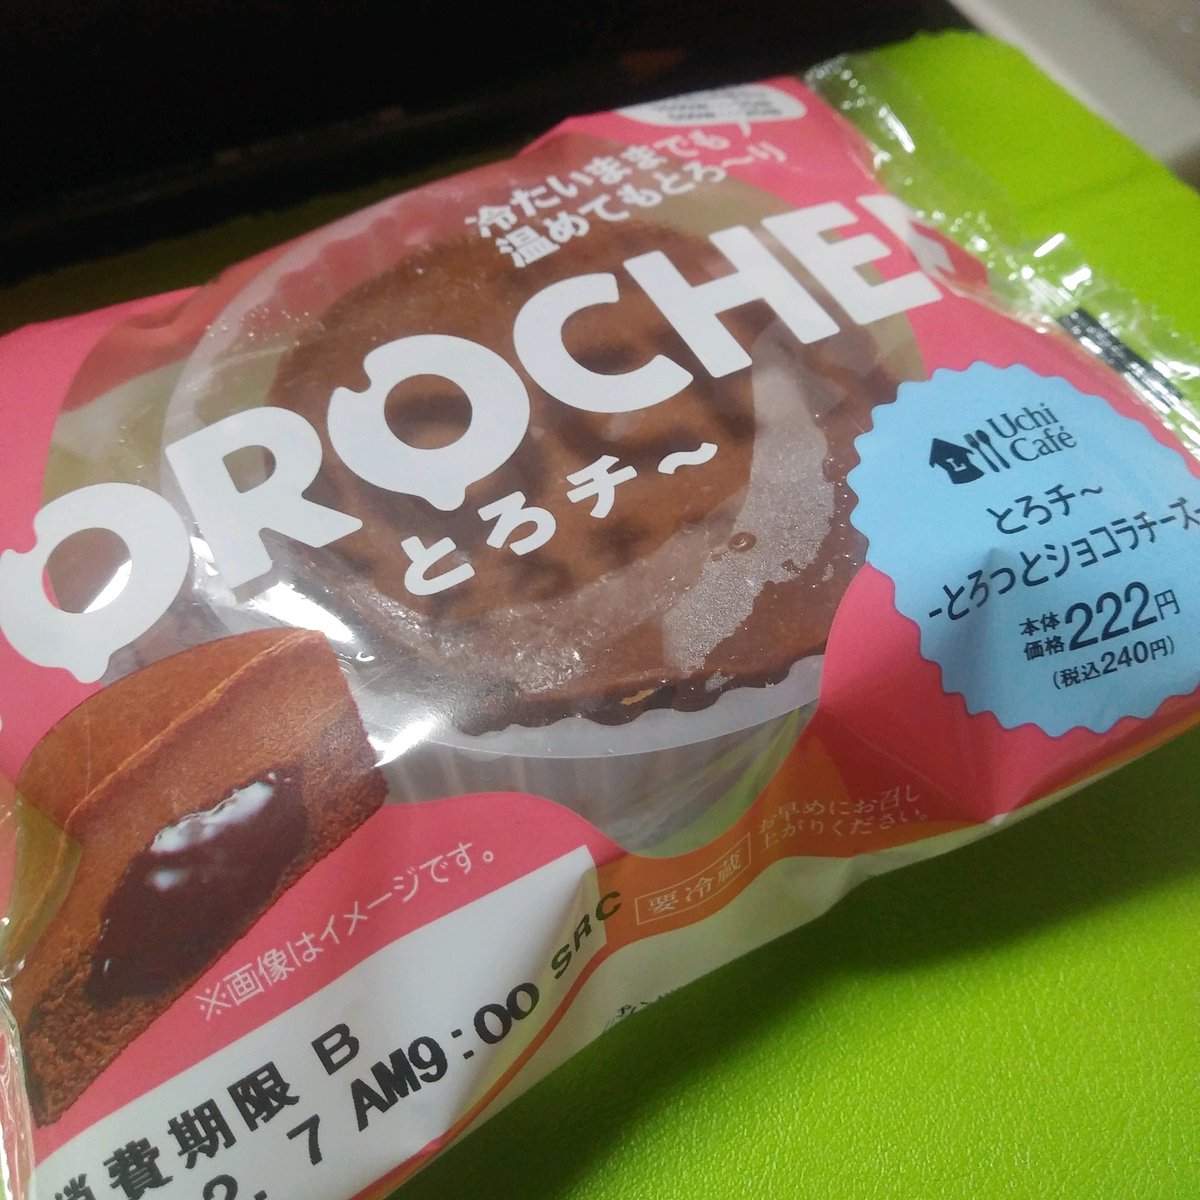 冷たいままでも
温めてもとろ〜り
OROCHE
とろチ〜
Uchi
Café
とろチ〜
-とろっとショコラチーズ-
本体
価格222円
(税込240円)
お早めにお召し
上がりください。
要冷蔵
※画像はイメージです。
消費期限 B
2. 7 AM9:00 SRC